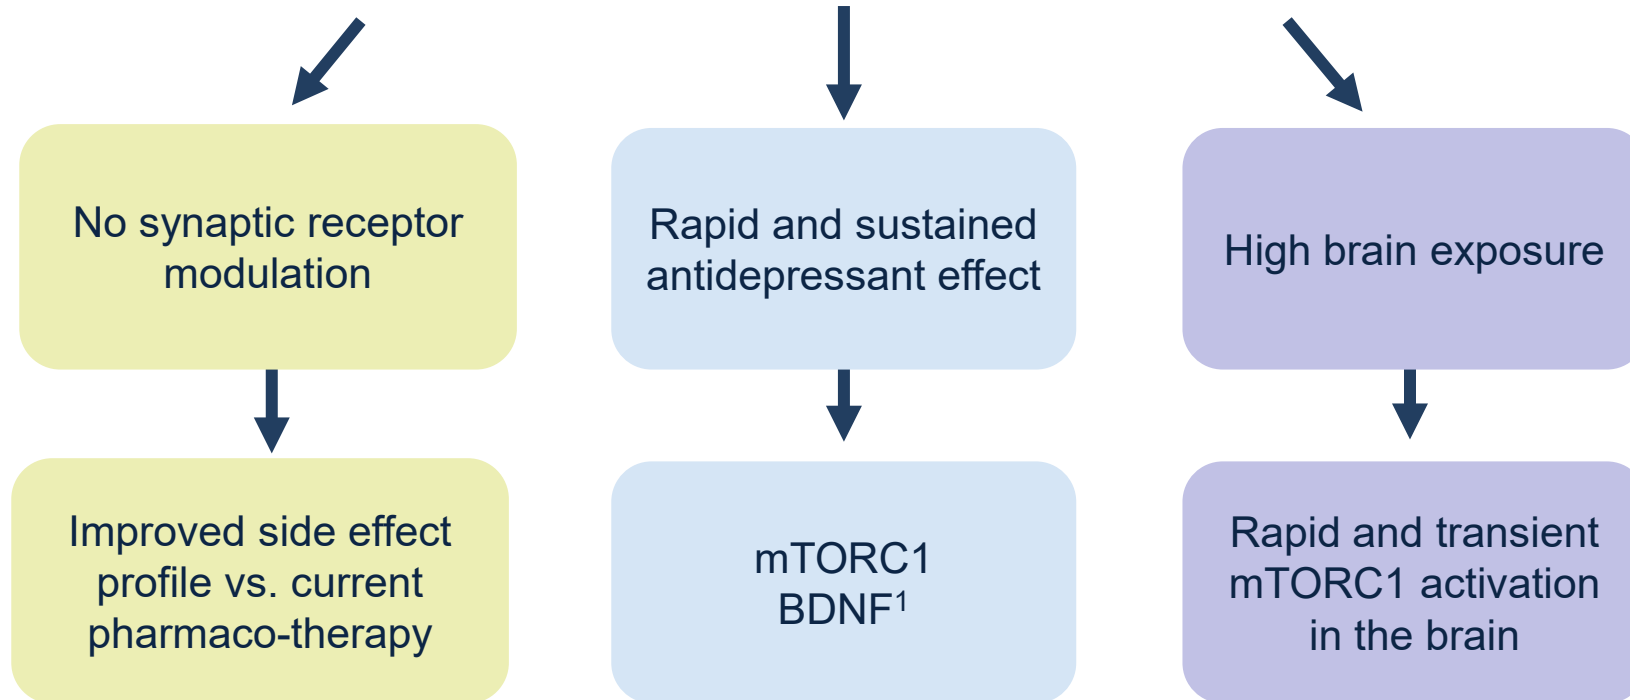 No synaptic receptor
modulation
Rapid and sustained
antidepressant effect
High brain exposure
Improved side effect
profile vs. current
pharmaco-therapy
mTORC1
BDNF¹
Rapid and transient
mTORC1 activation
in the brain